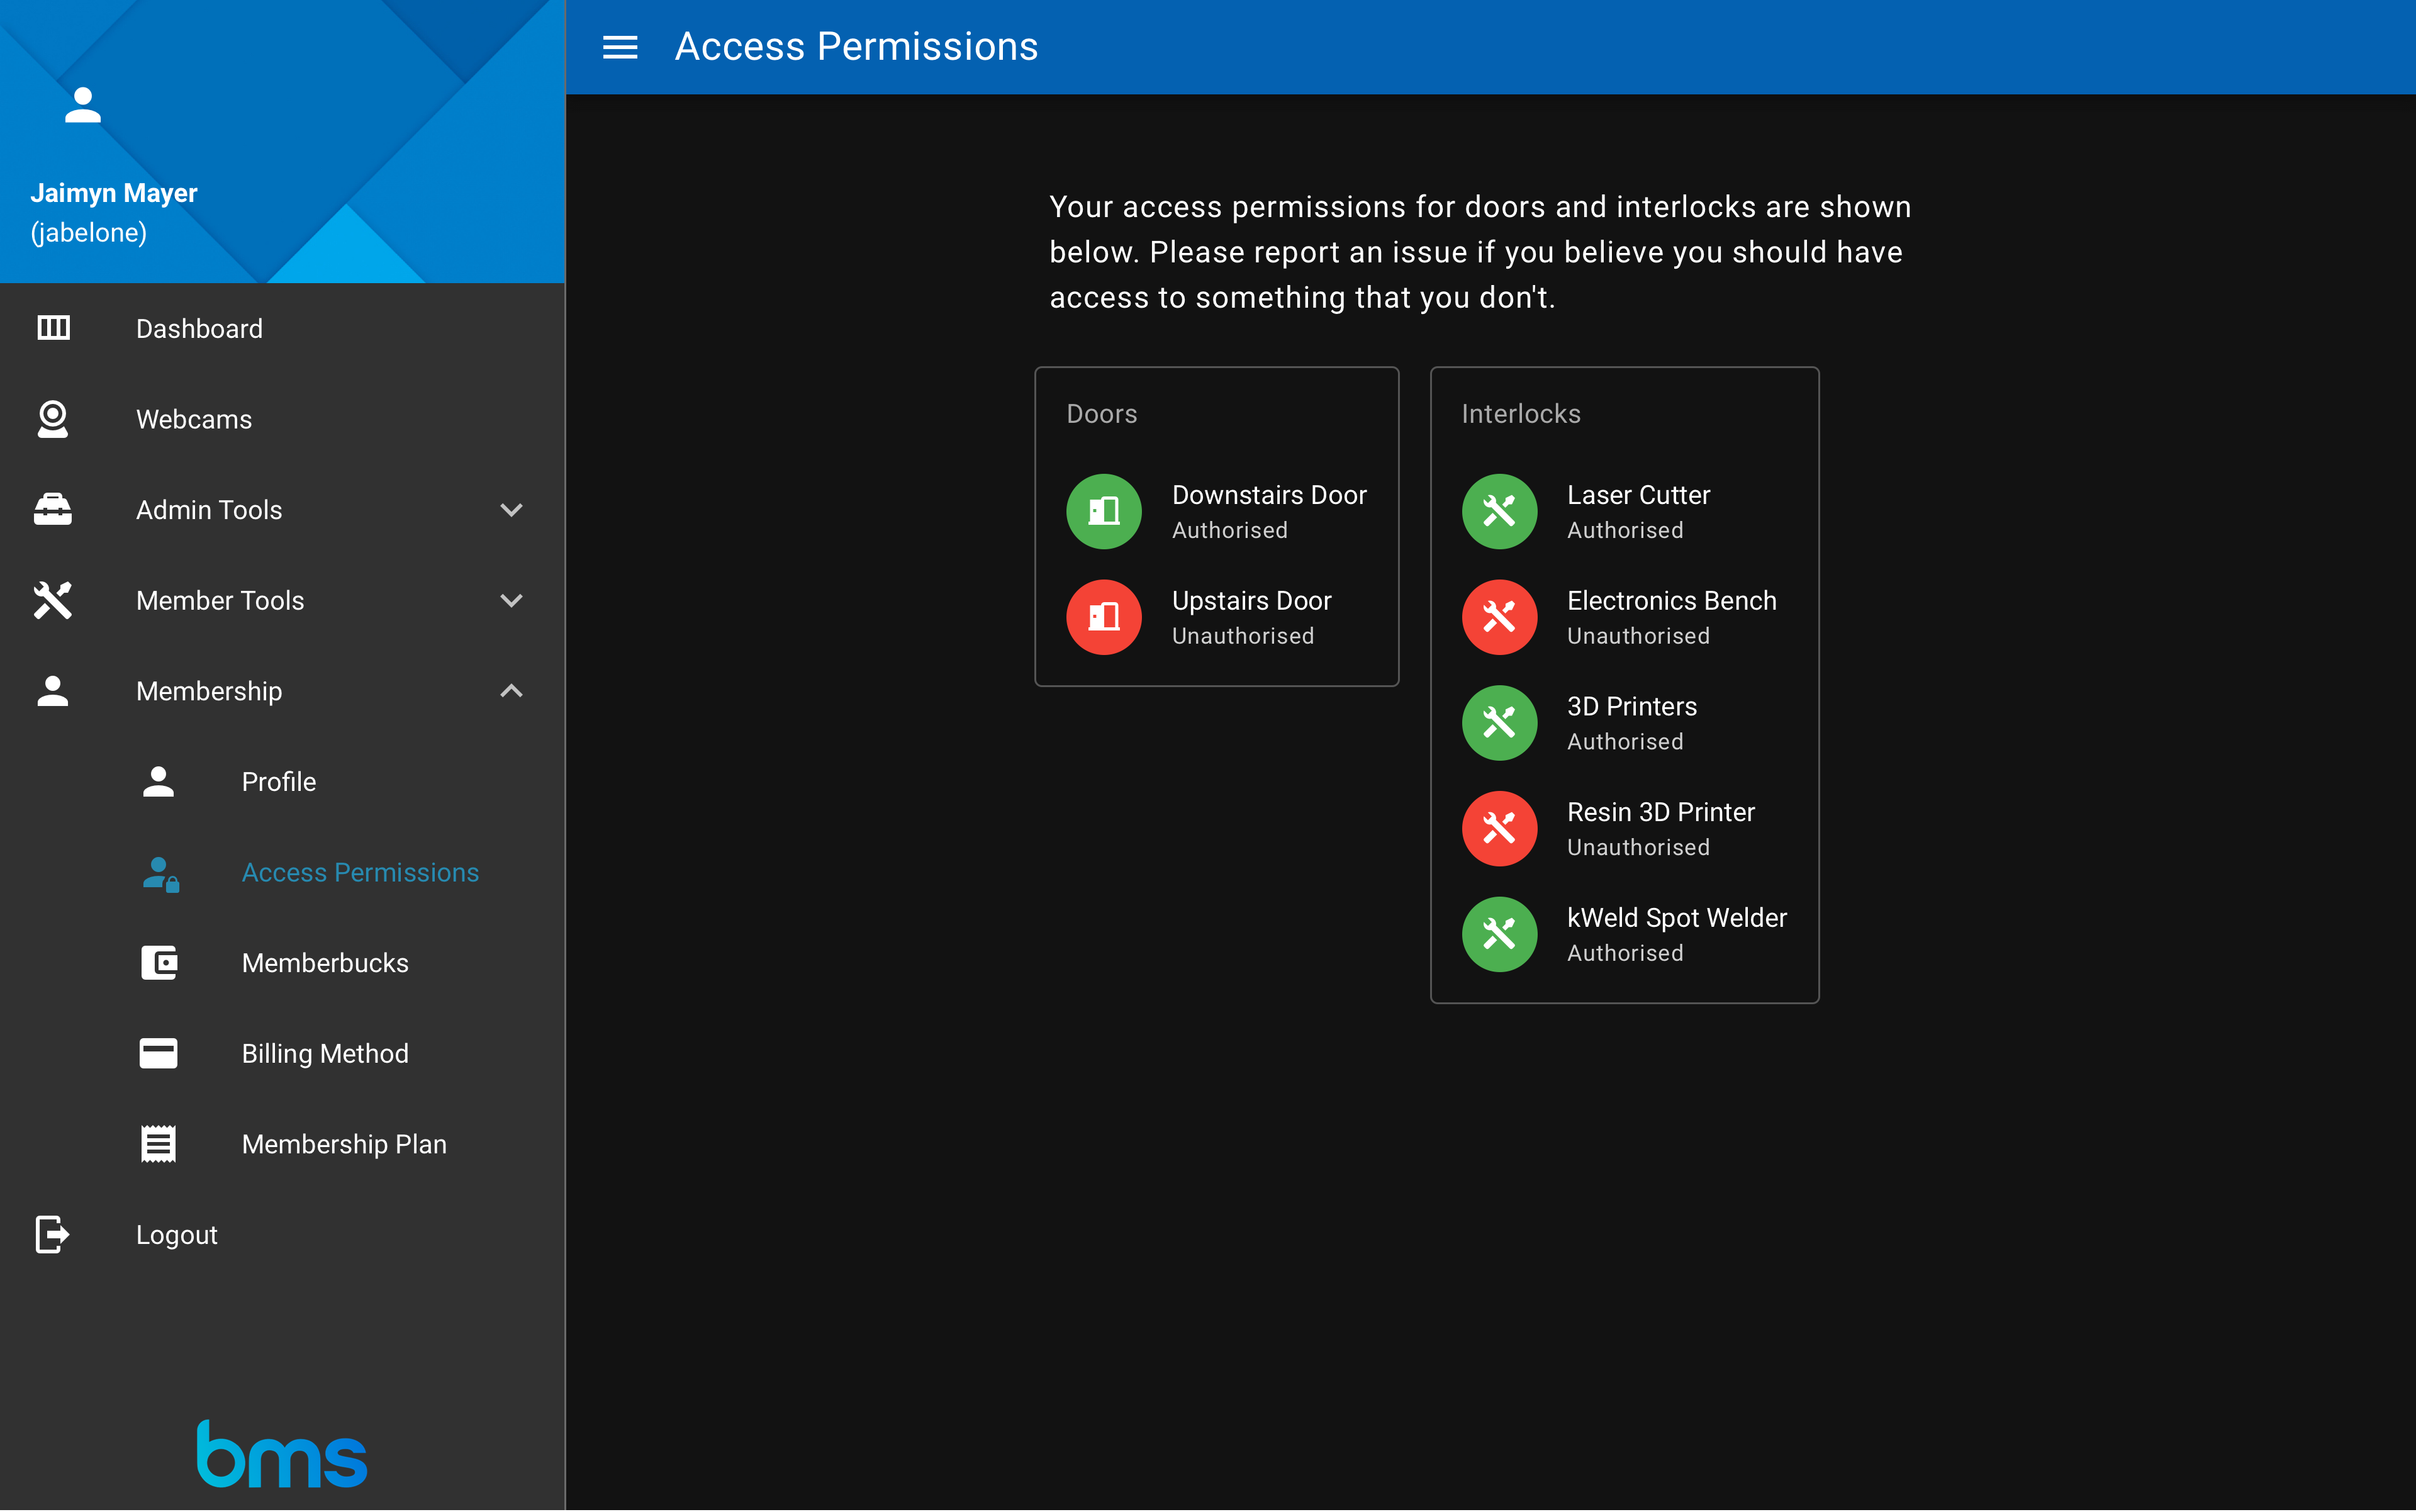 Jaimyn Mayer
(jabelone)
Dashboard
Webcams
Admin Tools
Member Tools
Membership
Profile
Access Permissions
Memberbucks
Billing Method
Membership Plan
Logout
bms
Access Permissions
Your access permissions for doors and interlocks are shown
below. Please report an issue if you believe you should have
access to something that you don't.
Doors
Downstairs Door
Authorised
Upstairs Door
Unauthorised
Interlocks
Laser Cutter
Authorised
Electronics Bench
Unauthorised
3D Printers
Authorised
Resin 3D Printer
Unauthorised
kWeld Spot Welder
Authorised